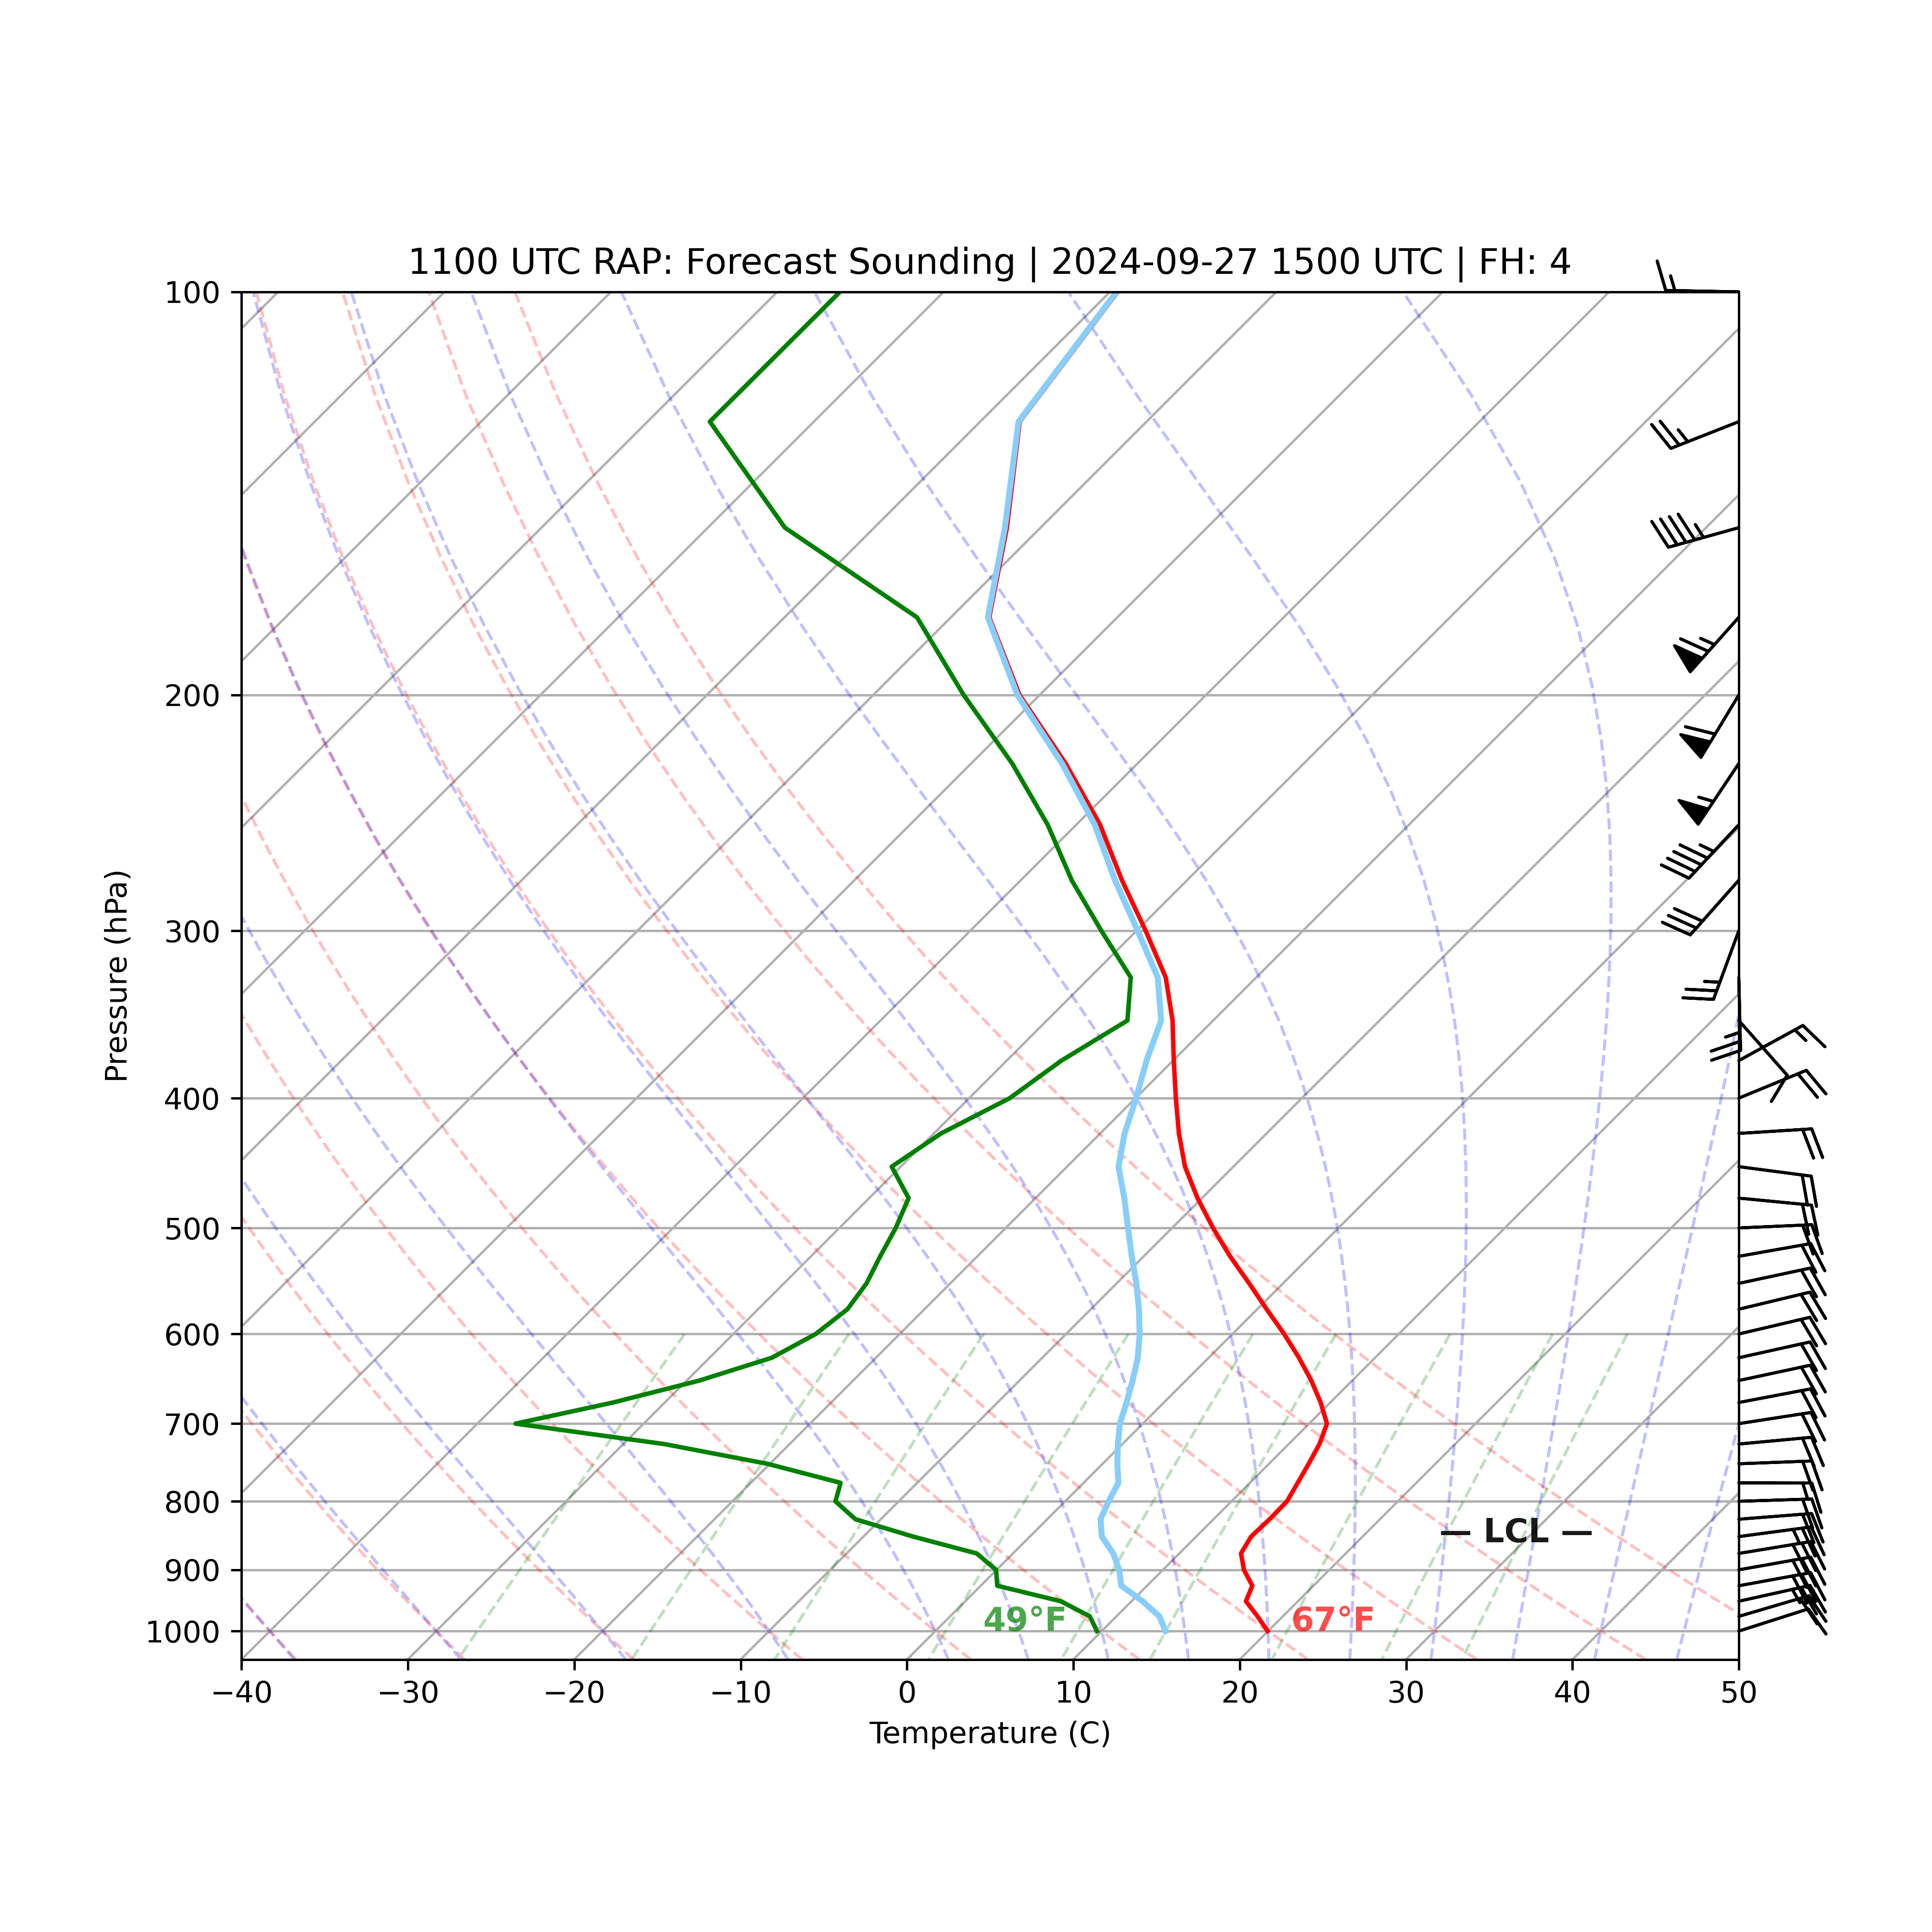 1100 UTC RAP: Forecast Sounding | 2024-09-27 1500 UTC | FH: 4
100
200
300
400
500
600
700
800
900
1000
Pressure (hPa)
— LCL —
49°F
67°F
−40 −30 −20 −10 0 10 20 30 40 50
Temperature (C)